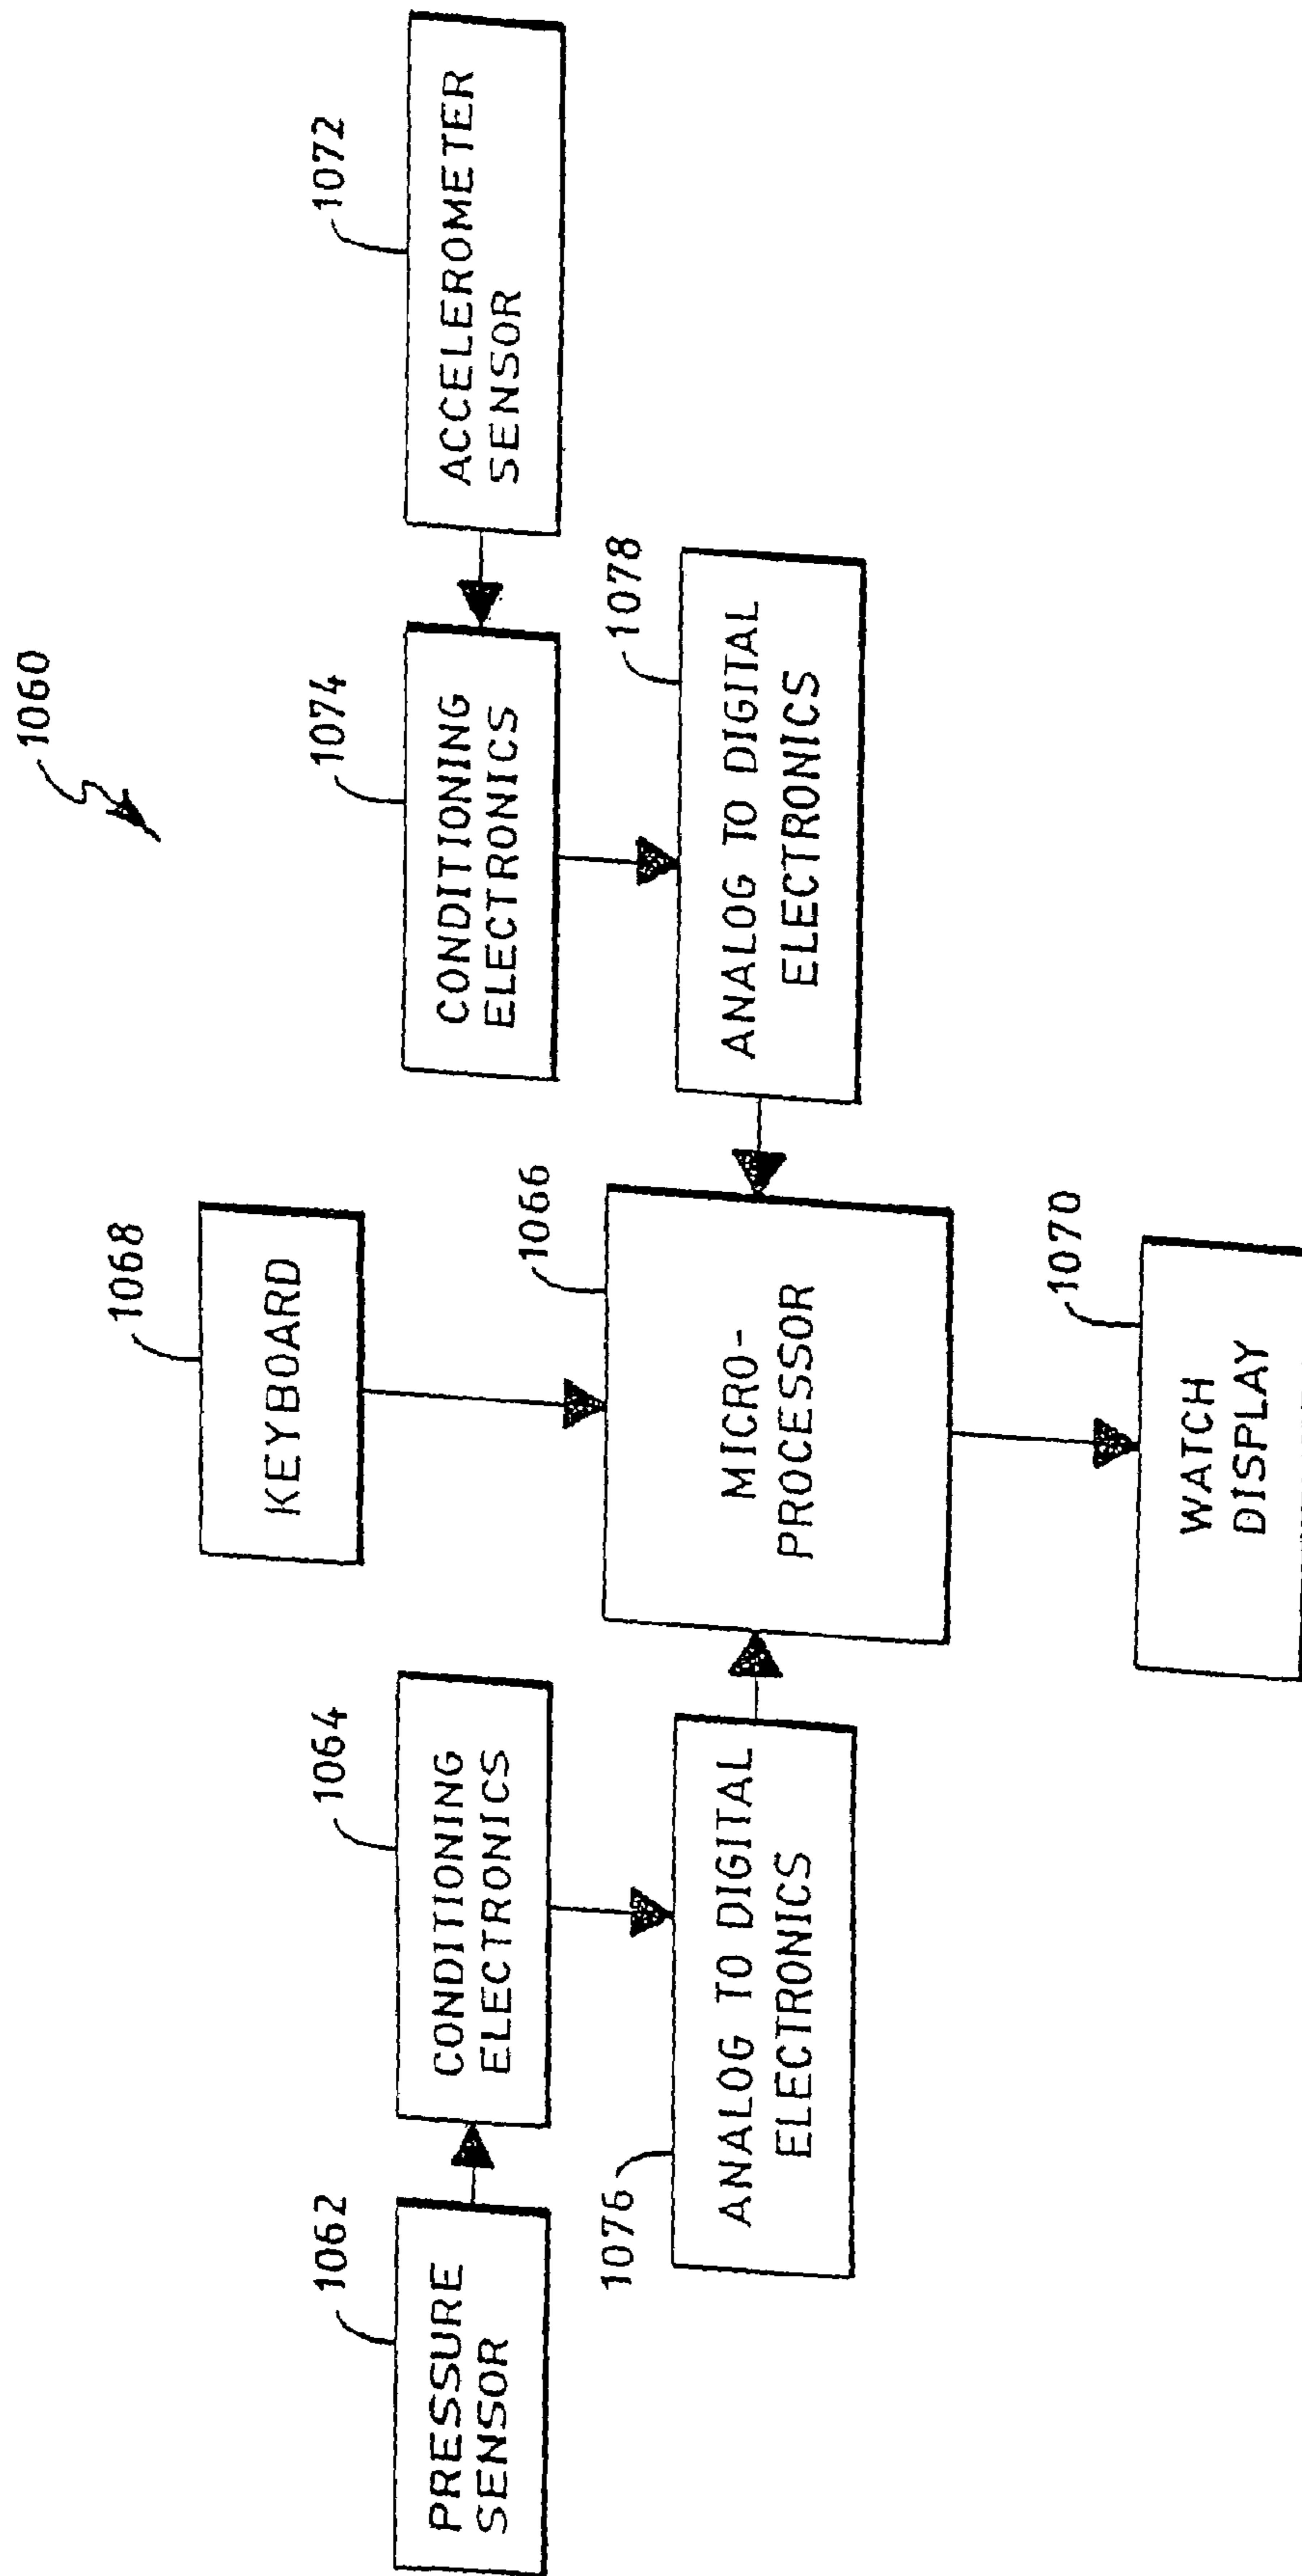 1060
1068
KEYBOARD
1062
PRESSURE
SENSOR
1064
CONDITIONING
ELECTRONICS
1074
CONDITIONING
ELECTRONICS
1072
ACCELEROMETER
SENSOR
1066
MICRO-
PROCESSOR
1076
ANALOG TO DIGITAL
ELECTRONICS
1078
ANALOG TO DIGITAL
ELECTRONICS
1070
WATCH
DISPLAY